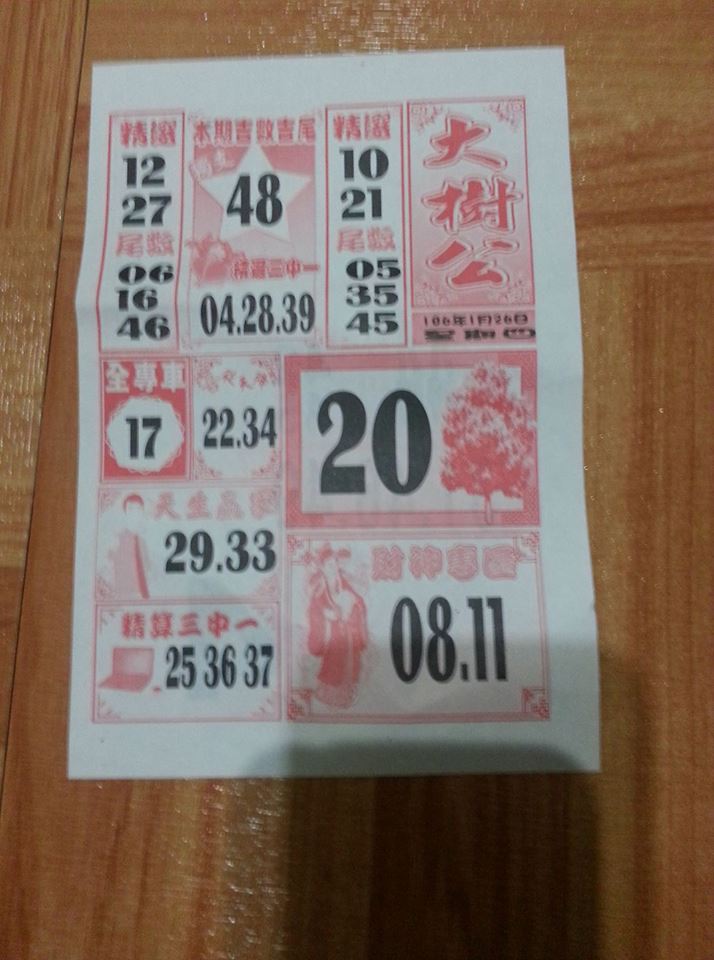 大樹公
106年1月26日
星期四
精選
10
21
尾數
05
35
45
本期吉數吉尾
48
精選三中一
04.28.39
精選
12
27
尾數
06
16
46
20
全專車
17
22.34
天生贏家
29.33
財神專區
08.11
精算三中一
25 36 37